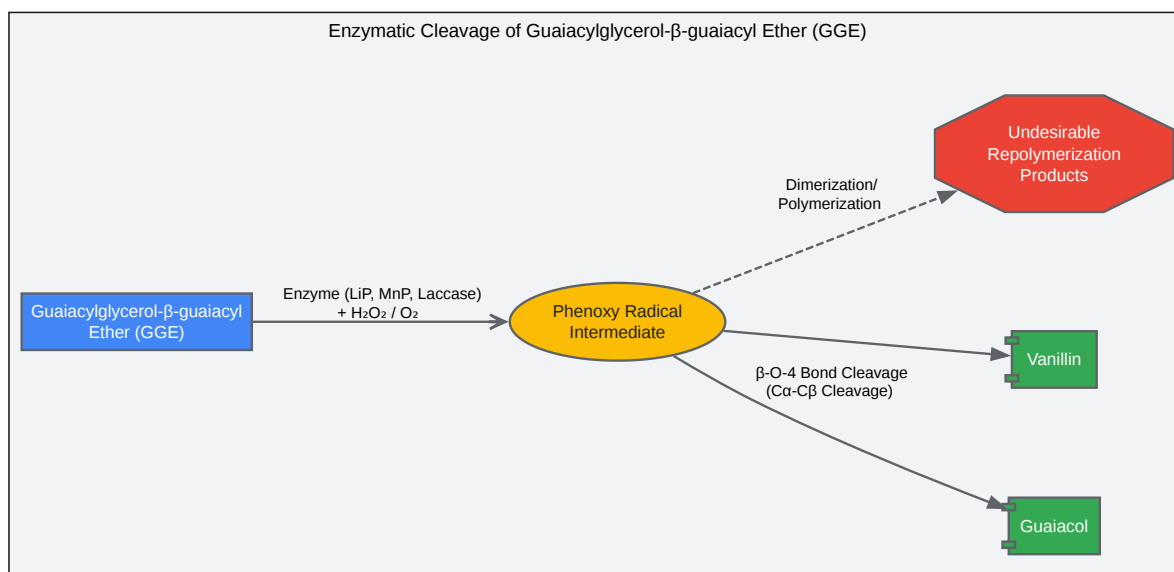 Enzymatic Cleavage of Guaiacylglycerol-β-guaiacyl Ether (GGE)
Undesirable
Repolymerization
Products
Dimerization/
Polymerization
Enzyme (LiP, MnP, Laccase)
+ H₂O₂ / O₂
Guaiacylglycerol-β-guaiacyl
Ether (GGE)
Phenoxy Radical
Intermediate
Vanillin
β-O-4 Bond Cleavage
(Cα-Cβ Cleavage)
Guaiacol